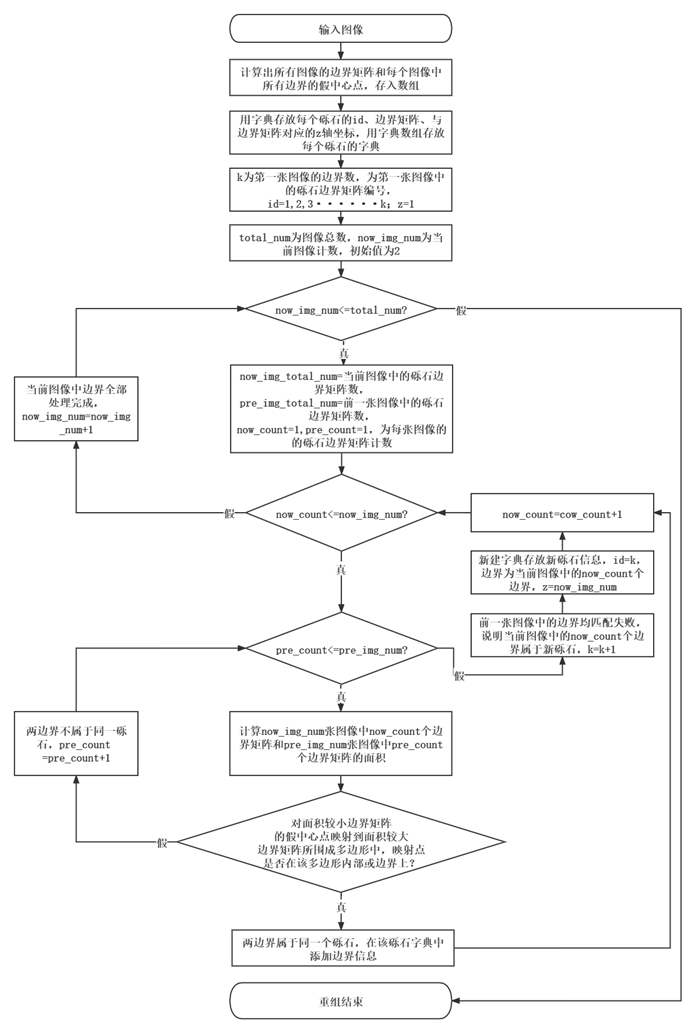 输入图像
计算出所有图像的边界矩阵和每个图像中
所有边界的假中心点，存入数组
用字典存放每个砾石的id、边界矩阵、与
边界矩阵对应的z轴坐标，用字典数组存放
每个砾石的字典
k为第一张图像的边界数，为第一张图像中
的砾石边界矩阵编号，
id=1,2,3······k；z=1
total_num为图像总数，now_img_num为当
前图像计数，初始值为2
now_img_num<=total_num?
假
真
now_img_total_num=当前图像中的砾石边
界矩阵数，
pre_img_total_num=前一张图像中的砾石
边界矩阵数，
now_count=1,pre_count=1，为每张图像的
的砾石边界矩阵计数
当前图像中边界全部
处理完成，
now_img_num=now_img
_num+1
now_count<=now_img_num?
假
真
now_count=cow_count+1
新建字典存放新砾石信息，id=k，
边界为当前图像中的now_count个
边界，z=now_img_num
前一张图像中的边界均匹配失败，
说明当前图像中的now_count个边
界属于新砾石，k=k+1
pre_count<=pre_img_num?
假
真
两边界不属于同一砾
石，pre_count
=pre_count+1
计算now_img_num张图像中now_count个边
界矩阵和pre_img_num张图像中pre_count
个边界矩阵的面积
对面积较小边界矩阵
的假中心点映射到面积较大
边界矩阵所围成多边形中，映射点
是否在该多边形内部或边界上？
假
真
两边界属于同一个砾石，在该砾石字典中
添加边界信息
重组结束